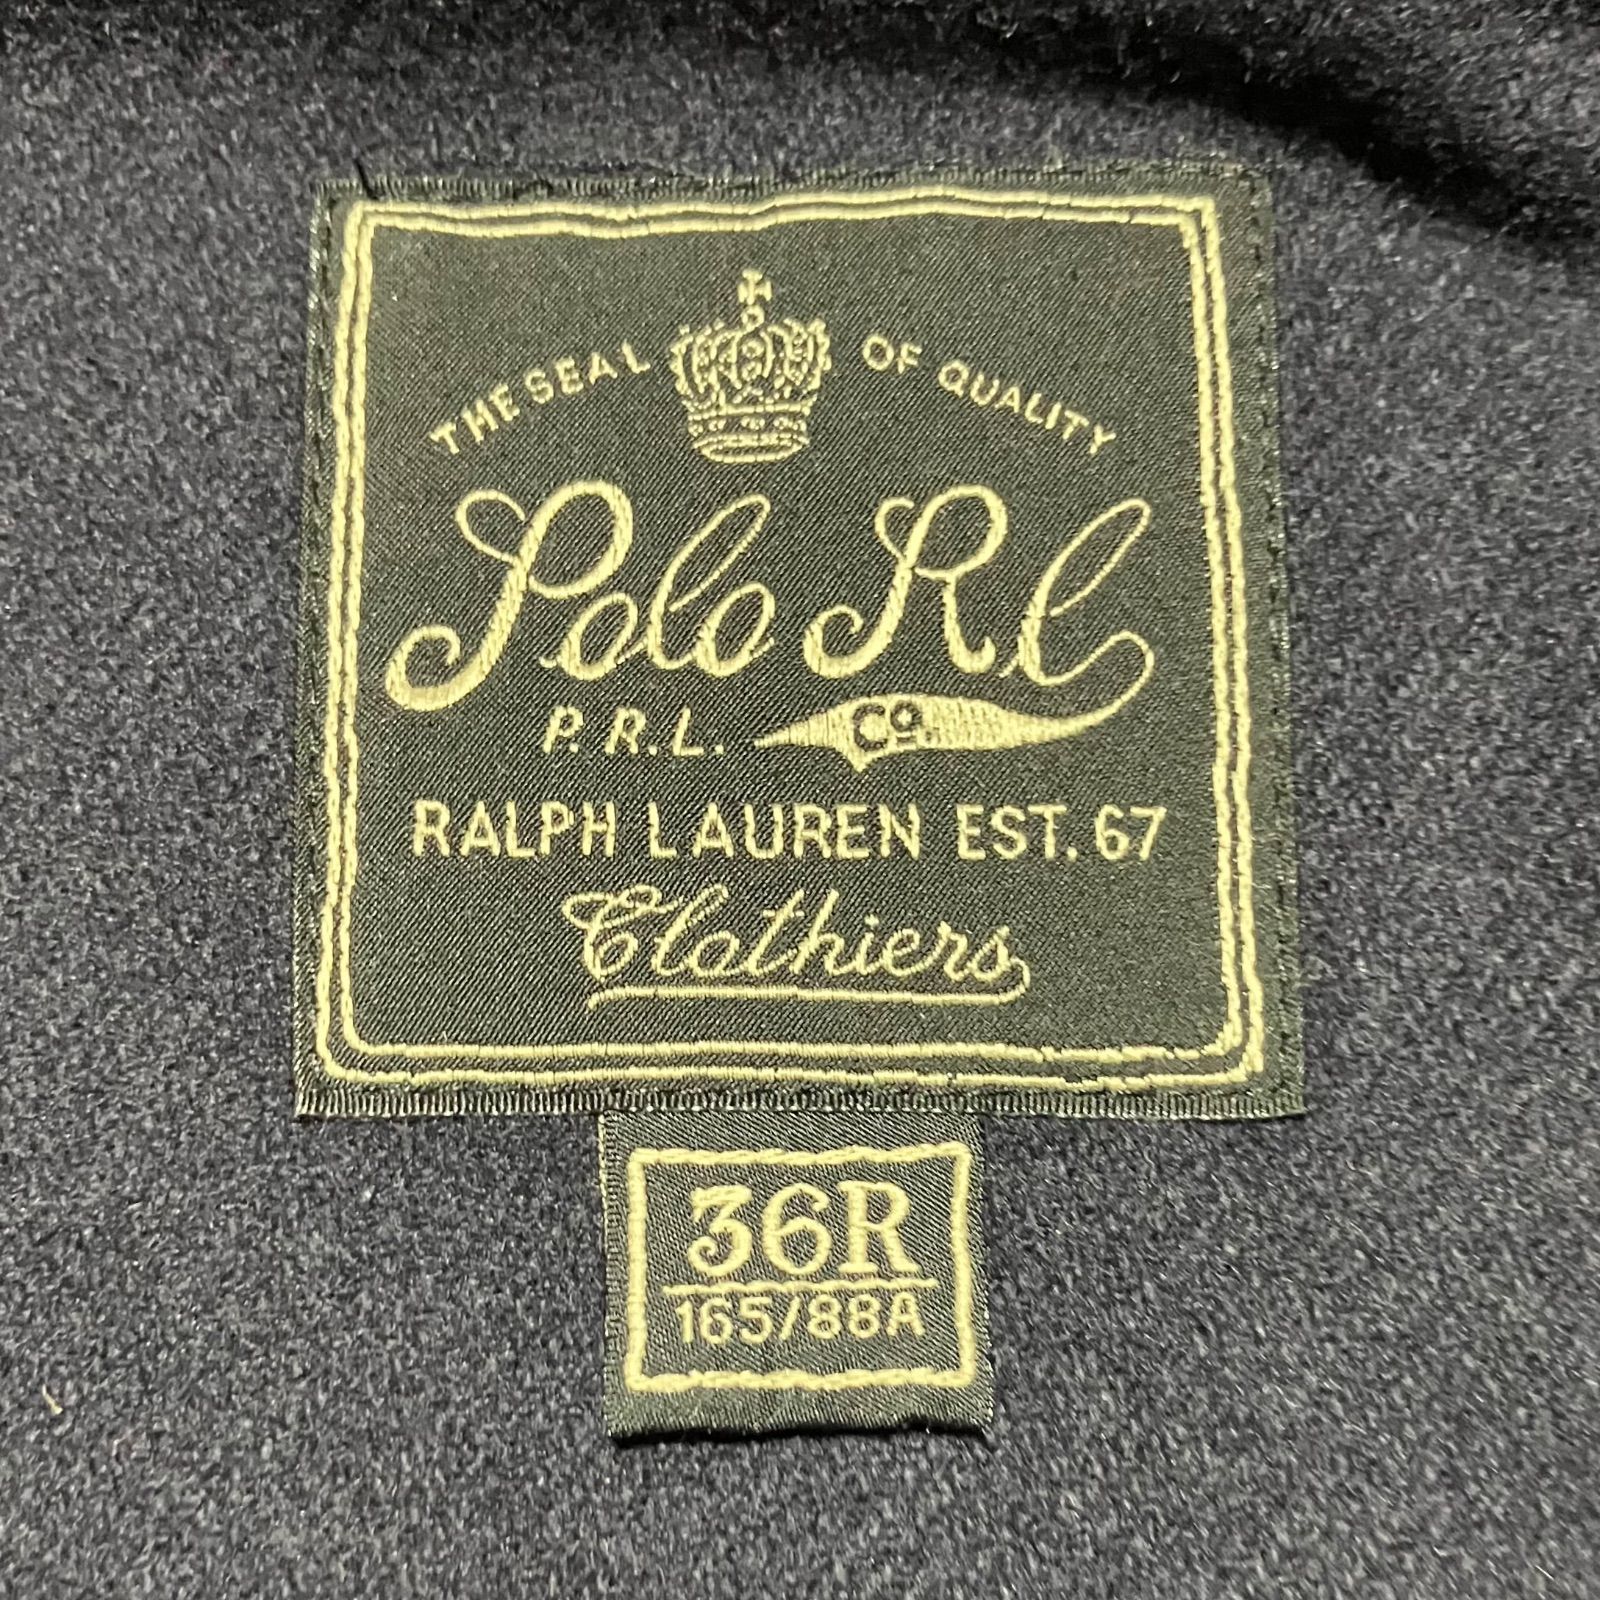 THE SEAL OF QUALITY
Polo Rl
P.R.L. Co.
RALPH LAUREN EST. 67
Clothiers
36R
165/88A